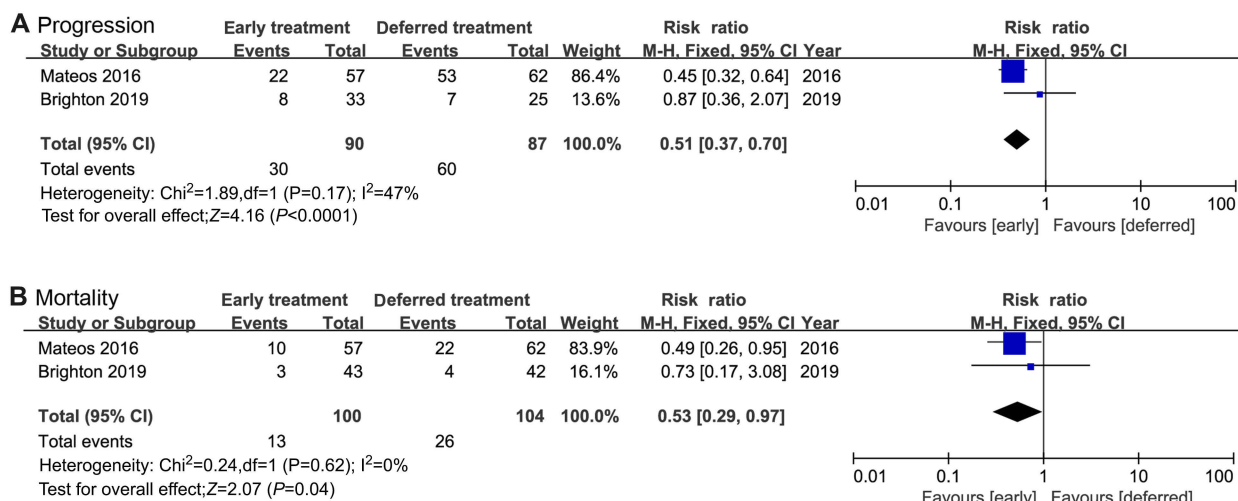 A Progression
Early treatment Deferred treatment Risk ratio Risk ratio
Study or Subgroup Events Total Events Total Weight M-H, Fixed, 95% CI Year M-H, Fixed, 95% CI
Mateos 2016 22 57 53 62 86.4% 0.45 [0.32, 0.64] 2016
Brighton 2019 8 33 7 25 13.6% 0.87 [0.36, 2.07] 2019
Total (95% CI) 90 87 100.0% 0.51 [0.37, 0.70]
Total events 30 60
Heterogeneity: Chi²=1.89,df=1 (P=0.17); I²=47%
Test for overall effect;Z=4.16 (P<0.0001)
0.01 0.1 1 10 100
Favours [early] Favours [deferred]
B Mortality
Early treatment Deferred treatment Risk ratio Risk ratio
Study or Subgroup Events Total Events Total Weight M-H, Fixed, 95% CI Year M-H, Fixed, 95% CI
Mateos 2016 10 57 22 62 83.9% 0.49 [0.26, 0.95] 2016
Brighton 2019 3 43 4 42 16.1% 0.73 [0.17, 3.08] 2019
Total (95% CI) 100 104 100.0% 0.53 [0.29, 0.97]
Total events 13 26
Heterogeneity: Chi²=0.24,df=1 (P=0.62); I²=0%
Test for overall effect;Z=2.07 (P=0.04)
0.01 0.1 1 10 100
Favours [early] Favours [deferred]